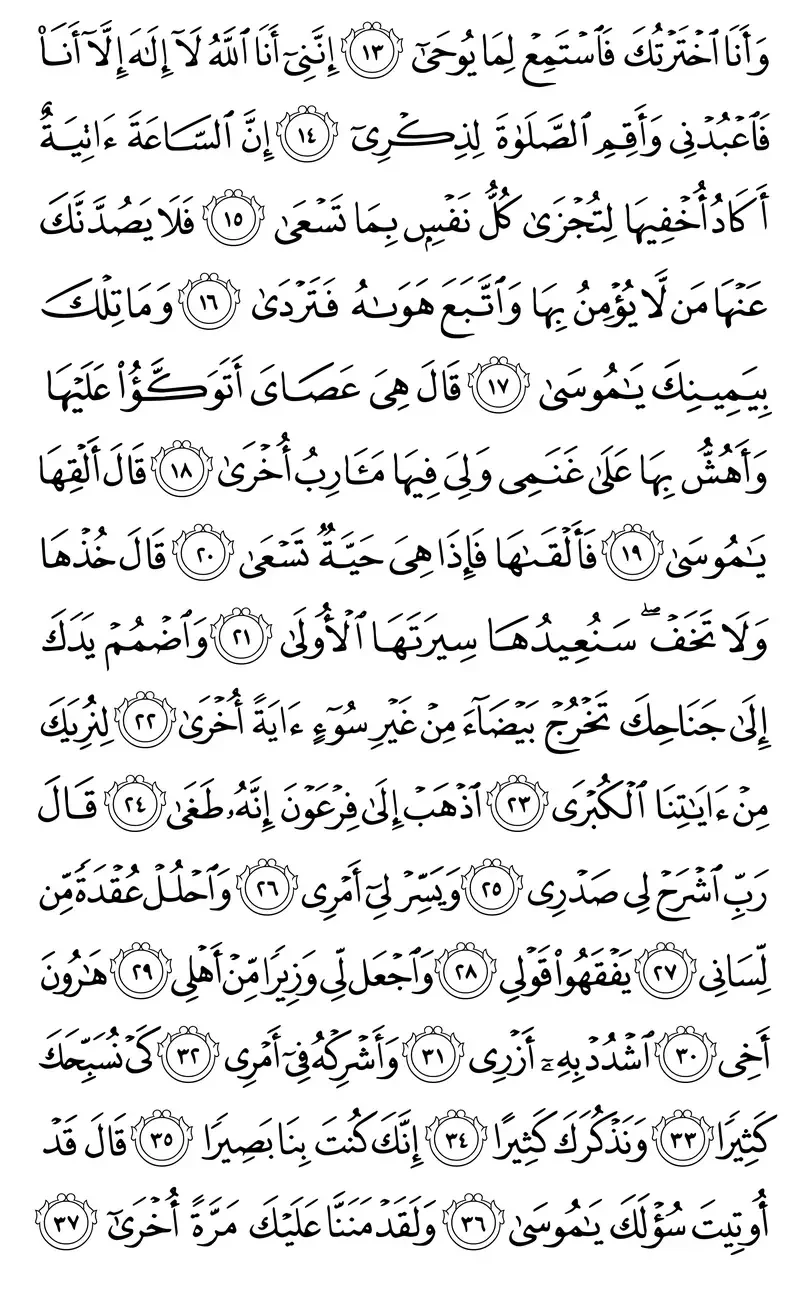 وَأَنَا ٱخْتَرْتُكَ فَٱسْتَمِعْ لِمَا يُوحَىٰٓ ١٣ إِنَّنِىٓ أَنَا ٱللَّهُ لَآ إِلَٰهَ إِلَّآ أَنَا۠
فَٱعْبُدْنِى وَأَقِمِ ٱلصَّلَوٰةَ لِذِكْرِىٓ ١٤ إِنَّ ٱلسَّاعَةَ ءَاتِيَةٌ
أَكَادُ أُخْفِيهَا لِتُجْزَىٰ كُلُّ نَفْسٍۭ بِمَا تَسْعَىٰ ١٥ فَلَا يَصُدَّنَّكَ
عَنْهَا مَن لَّا يُؤْمِنُ بِهَا وَٱتَّبَعَ هَوَىٰهُ فَتَرْدَىٰ ١٦ وَمَا تِلْكَ
بِيَمِينِكَ يَٰمُوسَىٰ ١٧ قَالَ هِىَ عَصَاىَ أَتَوَكَّؤُا۟ عَلَيْهَا
وَأَهُشُّ بِهَا عَلَىٰ غَنَمِى وَلِىَ فِيهَا مَـَٔارِبُ أُخْرَىٰ ١٨ قَالَ أَلْقِهَا
يَٰمُوسَىٰ ١٩ فَأَلْقَىٰهَا فَإِذَا هِىَ حَيَّةٌ تَسْعَىٰ ٢٠ قَالَ خُذْهَا
وَلَا تَخَفْ ۖ سَنُعِيدُهَا سِيرَتَهَا ٱلْأُولَىٰ ٢١ وَٱضْمُمْ يَدَكَ
إِلَىٰ جَنَاحِكَ تَخْرُجْ بَيْضَآءَ مِنْ غَيْرِ سُوٓءٍ ءَايَةً أُخْرَىٰ ٢٢ لِنُرِيَكَ
مِنْ ءَايَٰتِنَا ٱلْكُبْرَى ٢٣ ٱذْهَبْ إِلَىٰ فِرْعَوْنَ إِنَّهُۥ طَغَىٰ ٢٤ قَالَ
رَبِّ ٱشْرَحْ لِى صَدْرِى ٢٥ وَيَسِّرْ لِىٓ أَمْرِى ٢٦ وَٱحْلُلْ عُقْدَةً مِّن
لِّسَانِى ٢٧ يَفْقَهُوا۟ قَوْلِى ٢٨ وَٱجْعَل لِّى وَزِيرًا مِّنْ أَهْلِى ٢٩ هَٰرُونَ
أَخِى ٣٠ ٱشْدُدْ بِهِۦٓ أَزْرِى ٣١ وَأَشْرِكْهُ فِىٓ أَمْرِى ٣٢ كَىْ نُسَبِّحَكَ
كَثِيرًا ٣٣ وَنَذْكُرَكَ كَثِيرًا ٣٤ إِنَّكَ كُنتَ بِنَا بَصِيرًا ٣٥ قَالَ قَدْ
أُوتِيتَ سُؤْلَكَ يَٰمُوسَىٰ ٣٦ وَلَقَدْ مَنَنَّا عَلَيْكَ مَرَّةً أُخْرَىٰٓ ٣٧